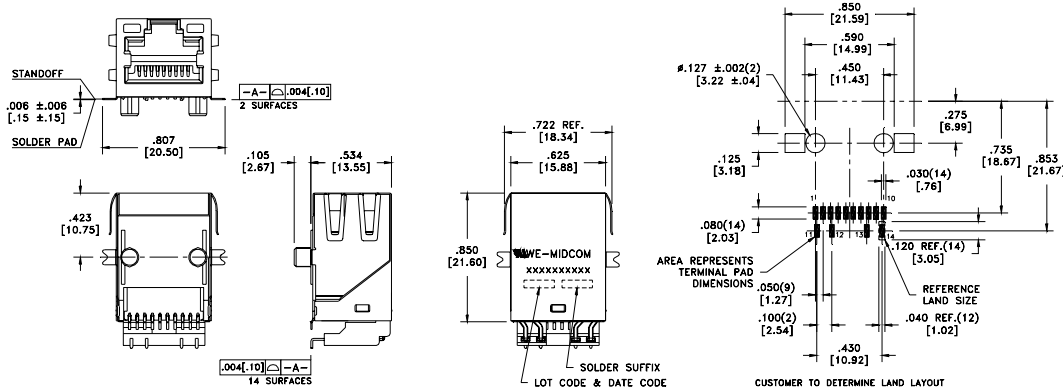 STANDOFF
.006 ±.006
[.15 ±.15]
SOLDER PAD
.807
[20.50]
-A- ⌓ .004[.10]
2 SURFACES
.423
[10.75]
.105
[2.67]
.534
[13.55]
.004[.10] ⌓ -A-
14 SURFACES
.722 REF.
[18.34]
.625
[15.88]
.850
[21.60]
WE-MIDCOM
XXXXXXXXXX
SOLDER SUFFIX
LOT CODE & DATE CODE
.850
[21.59]
.590
[14.99]
.450
[11.43]
ø.127 ±.002(2)
[3.22 ±.04]
.275
[6.99]
.735
[18.67]
.853
[21.67]
.125
[3.18]
.030(14)
[.76]
1
10
.080(14)
[2.03]
11
12
13
14
.120 REF.(14)
[3.05]
AREA REPRESENTS
TERMINAL PAD
DIMENSIONS
REFERENCE
LAND SIZE
.050(9)
[1.27]
.100(2)
[2.54]
.040 REF.(12)
[1.02]
.430
[10.92]
CUSTOMER TO DETERMINE LAND LAYOUT